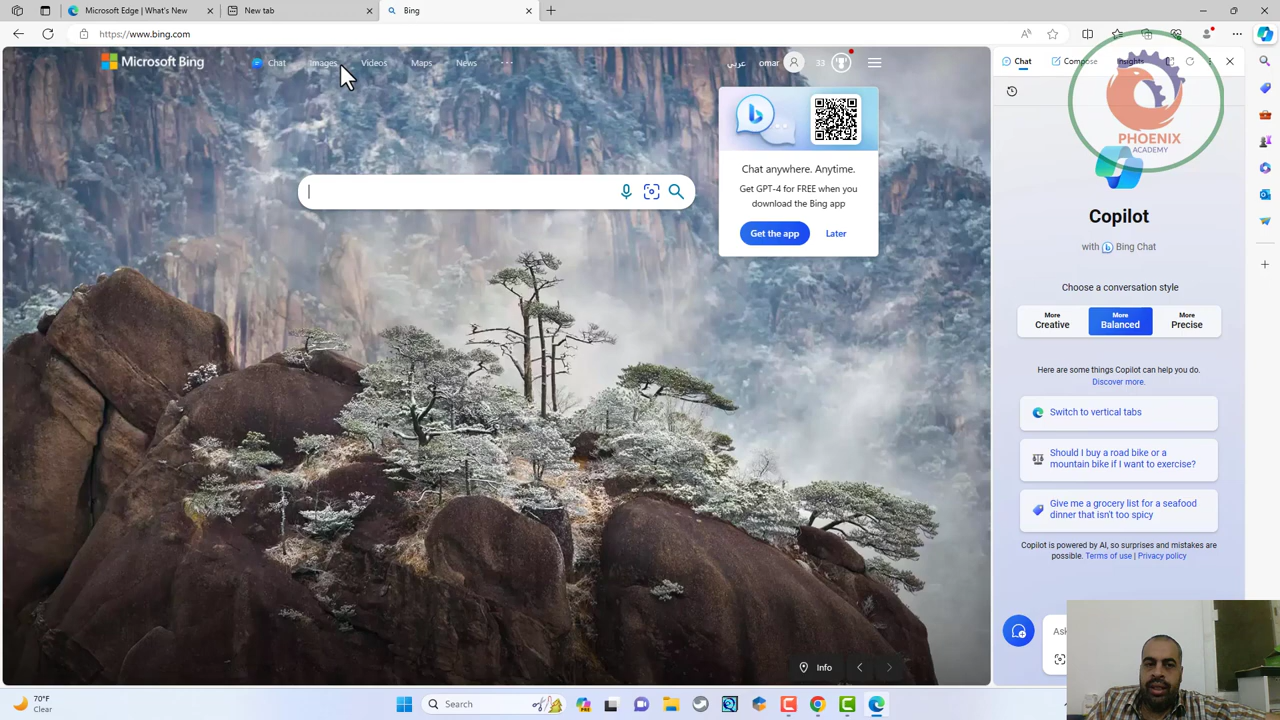 Microsoft Edge | What's New
New tab
Bing
https://www.bing.com
Microsoft Bing
Chat
Images
Videos
Maps
News
عربي
omar
33
Chat anywhere. Anytime.
Get GPT-4 for FREE when you
download the Bing app
Get the app
Later
Info
Chat
Compose
Insights
PHOENIX
ACADEMY
Copilot
with Bing Chat
Choose a conversation style
More
Creative
More
Balanced
More
Precise
Here are some things Copilot can help you do.
Discover more.
Switch to vertical tabs
Should I buy a road bike or a
mountain bike if I want to exercise?
Give me a grocery list for a seafood
dinner that isn't too spicy
Copilot is powered by AI, so surprises and mistakes are
possible. Terms of use | Privacy policy
70°F
Clear
Search